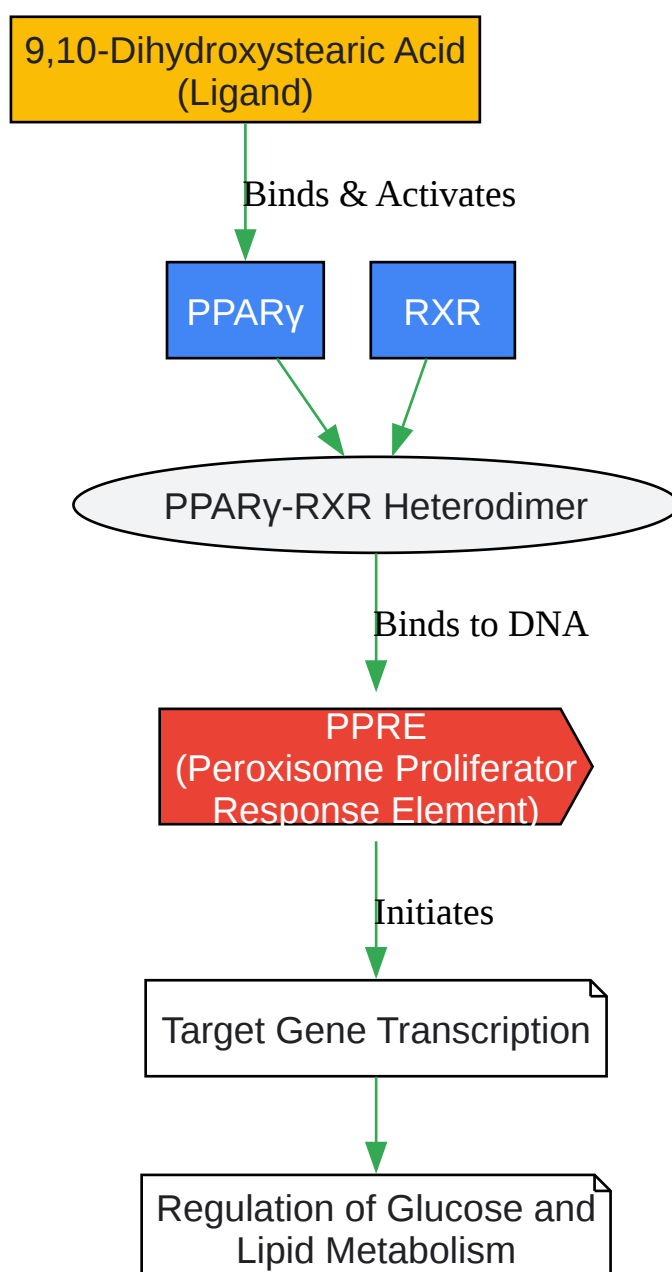 9,10-Dihydroxystearic Acid
(Ligand)
Binds & Activates
PPARγ
RXR
PPARγ-RXR Heterodimer
Binds to DNA
PPRE
(Peroxisome Proliferator
Response Element)
Initiates
Target Gene Transcription
Regulation of Glucose and
Lipid Metabolism